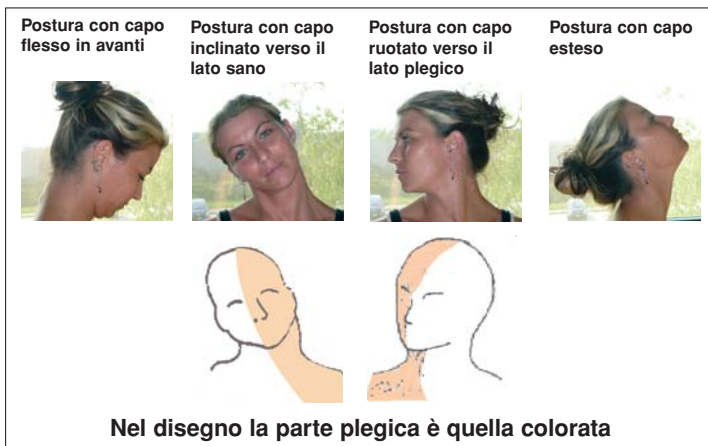 Postura con capo
flesso in avanti
Postura con capo
inclinato verso il
lato sano
Postura con capo
ruotato verso il
lato plegico
Postura con capo
esteso
Nel disegno la parte plegica è quella colorata